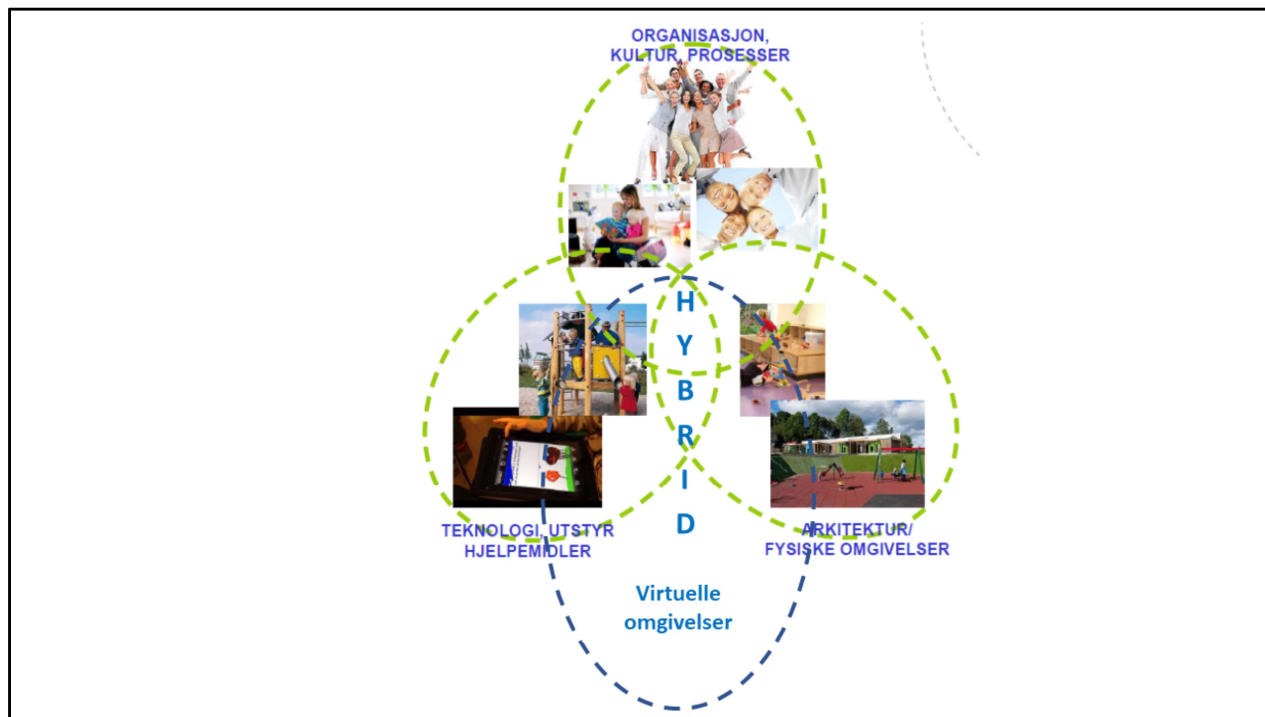 ORGANISASJON,
KULTUR, PROSESSER
H
Y
B
R
I
D
TEKNOLOGI, UTSTYR
HJELPEMIDLER
ARKITEKTUR/
FYSISKE OMGIVELSER
Virtuelle
omgivelser